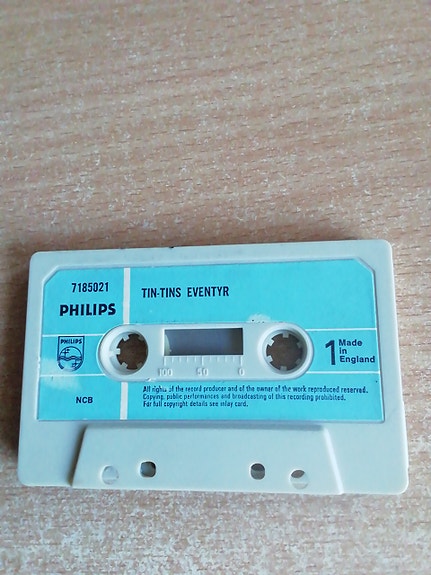 7185021
TIN-TINS EVENTYR
PHILIPS
PHILIPS
1 Made in England
100 50 0
NCB
All rights of the record producer and of the owner of the work reproduced reserved.
Copying, public performances and broadcasting of this recording prohibited.
For full copyright details see inlay card.